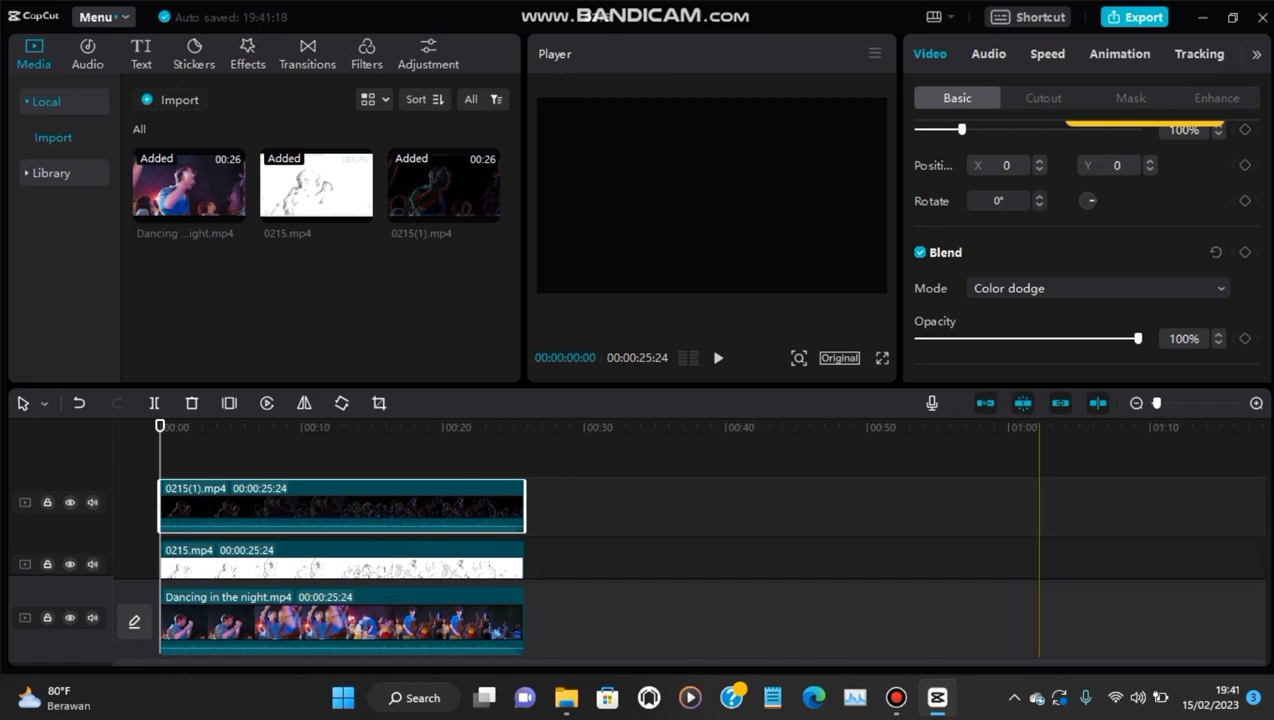 CapCut
Menu
Auto saved: 19:41:18
www.BANDICAM.com
Shortcut
Export
Media
Audio
Text
Stickers
Effects
Transitions
Filters
Adjustment
Local
Import
Library
Import
Sort
All
All
Added 00:26
Added 00:26
Added 00:26
Dancing ...ight.mp4
0215.mp4
0215(1).mp4
Player
00:00:00:00 00:00:25:24
Original
Video
Audio
Speed
Animation
Tracking
Basic
Cutout
Mask
Enhance
100%
Positi... X 0 Y 0
Rotate 0°
Blend
Mode Color dodge
Opacity
100%
00:00 |00:10 |00:20 |00:30 |00:40 |00:50 |01:00 |01:10
0215(1).mp4 00:00:25:24
0215.mp4 00:00:25:24
Dancing in the night.mp4 00:00:25:24
80°F
Berawan
Search
19:41
15/02/2023
3